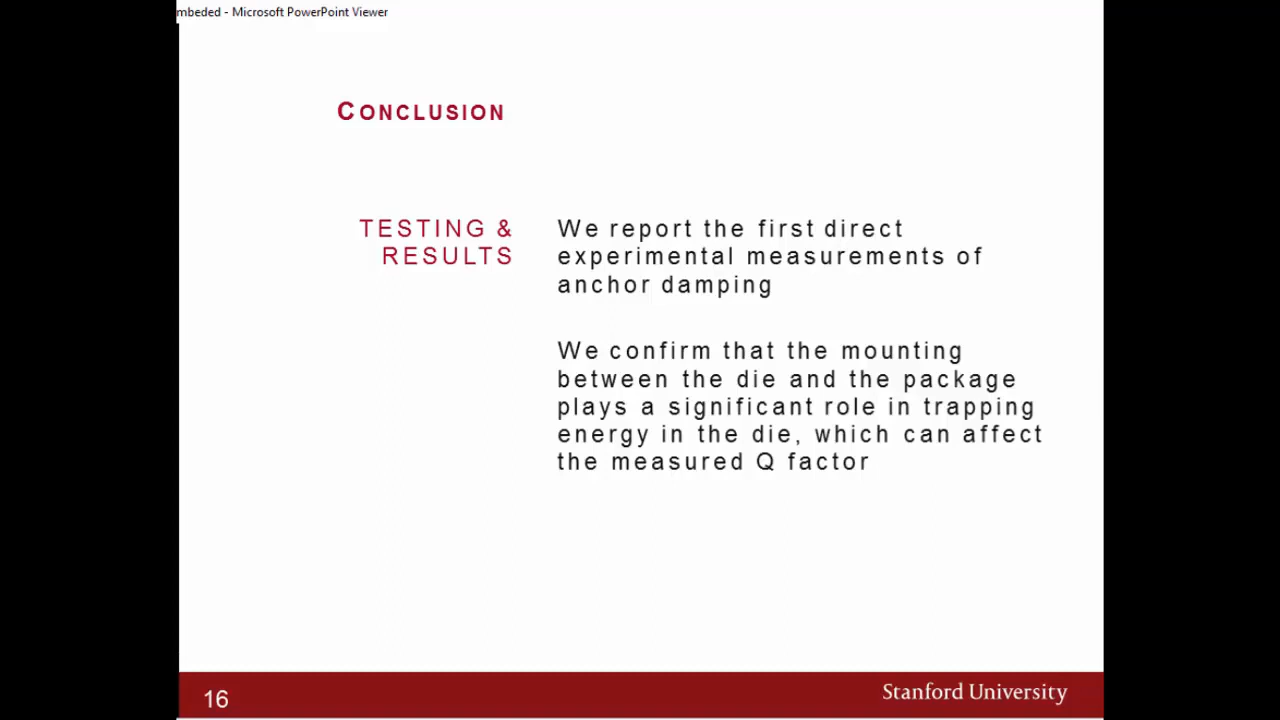 mbeded - Microsoft PowerPoint Viewer
CONCLUSION
TESTING &
RESULTS
We report the first direct
experimental measurements of
anchor damping
We confirm that the mounting
between the die and the package
plays a significant role in trapping
energy in the die, which can affect
the measured Q factor
16
Stanford University